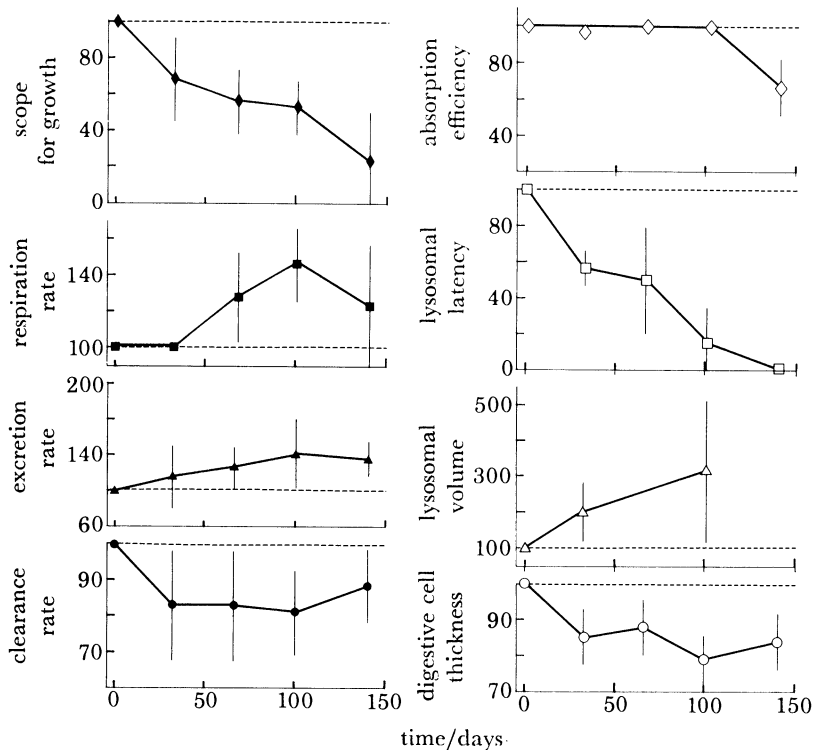 80
40
0
scope
for growth
140
100
respiration
rate
200
140
60
excretion
rate
90
70
clearance
rate
0
50
100
150
80
40
absorption
efficiency
80
40
0
lysosomal
latency
500
300
100
lysosomal
volume
90
70
digestive cell
thickness
0
50
100
150
time/days